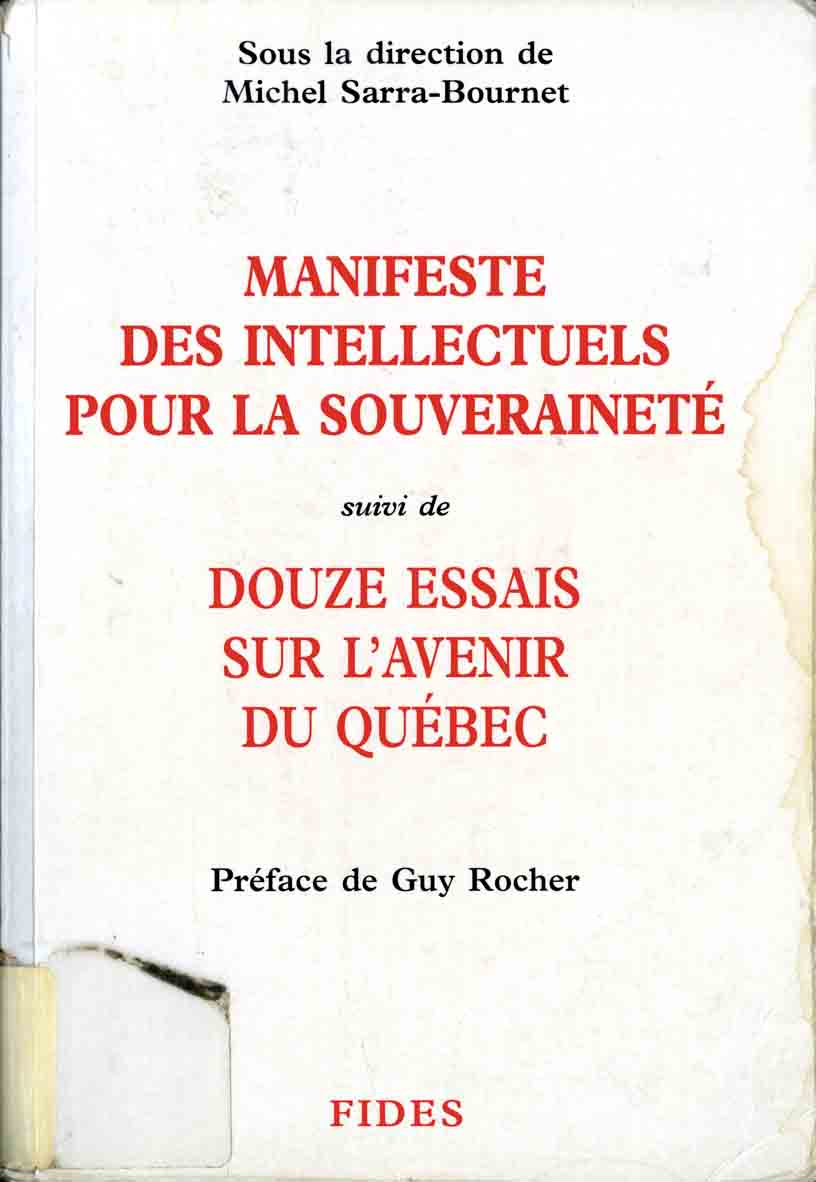 Sous la direction de
Michel Sarra-Bournet
MANIFESTE
DES INTELLECTUELS
POUR LA SOUVERAINETÉ
suivi de
DOUZE ESSAIS
SUR L'AVENIR
DU QUÉBEC
Préface de Guy Rocher
FIDES